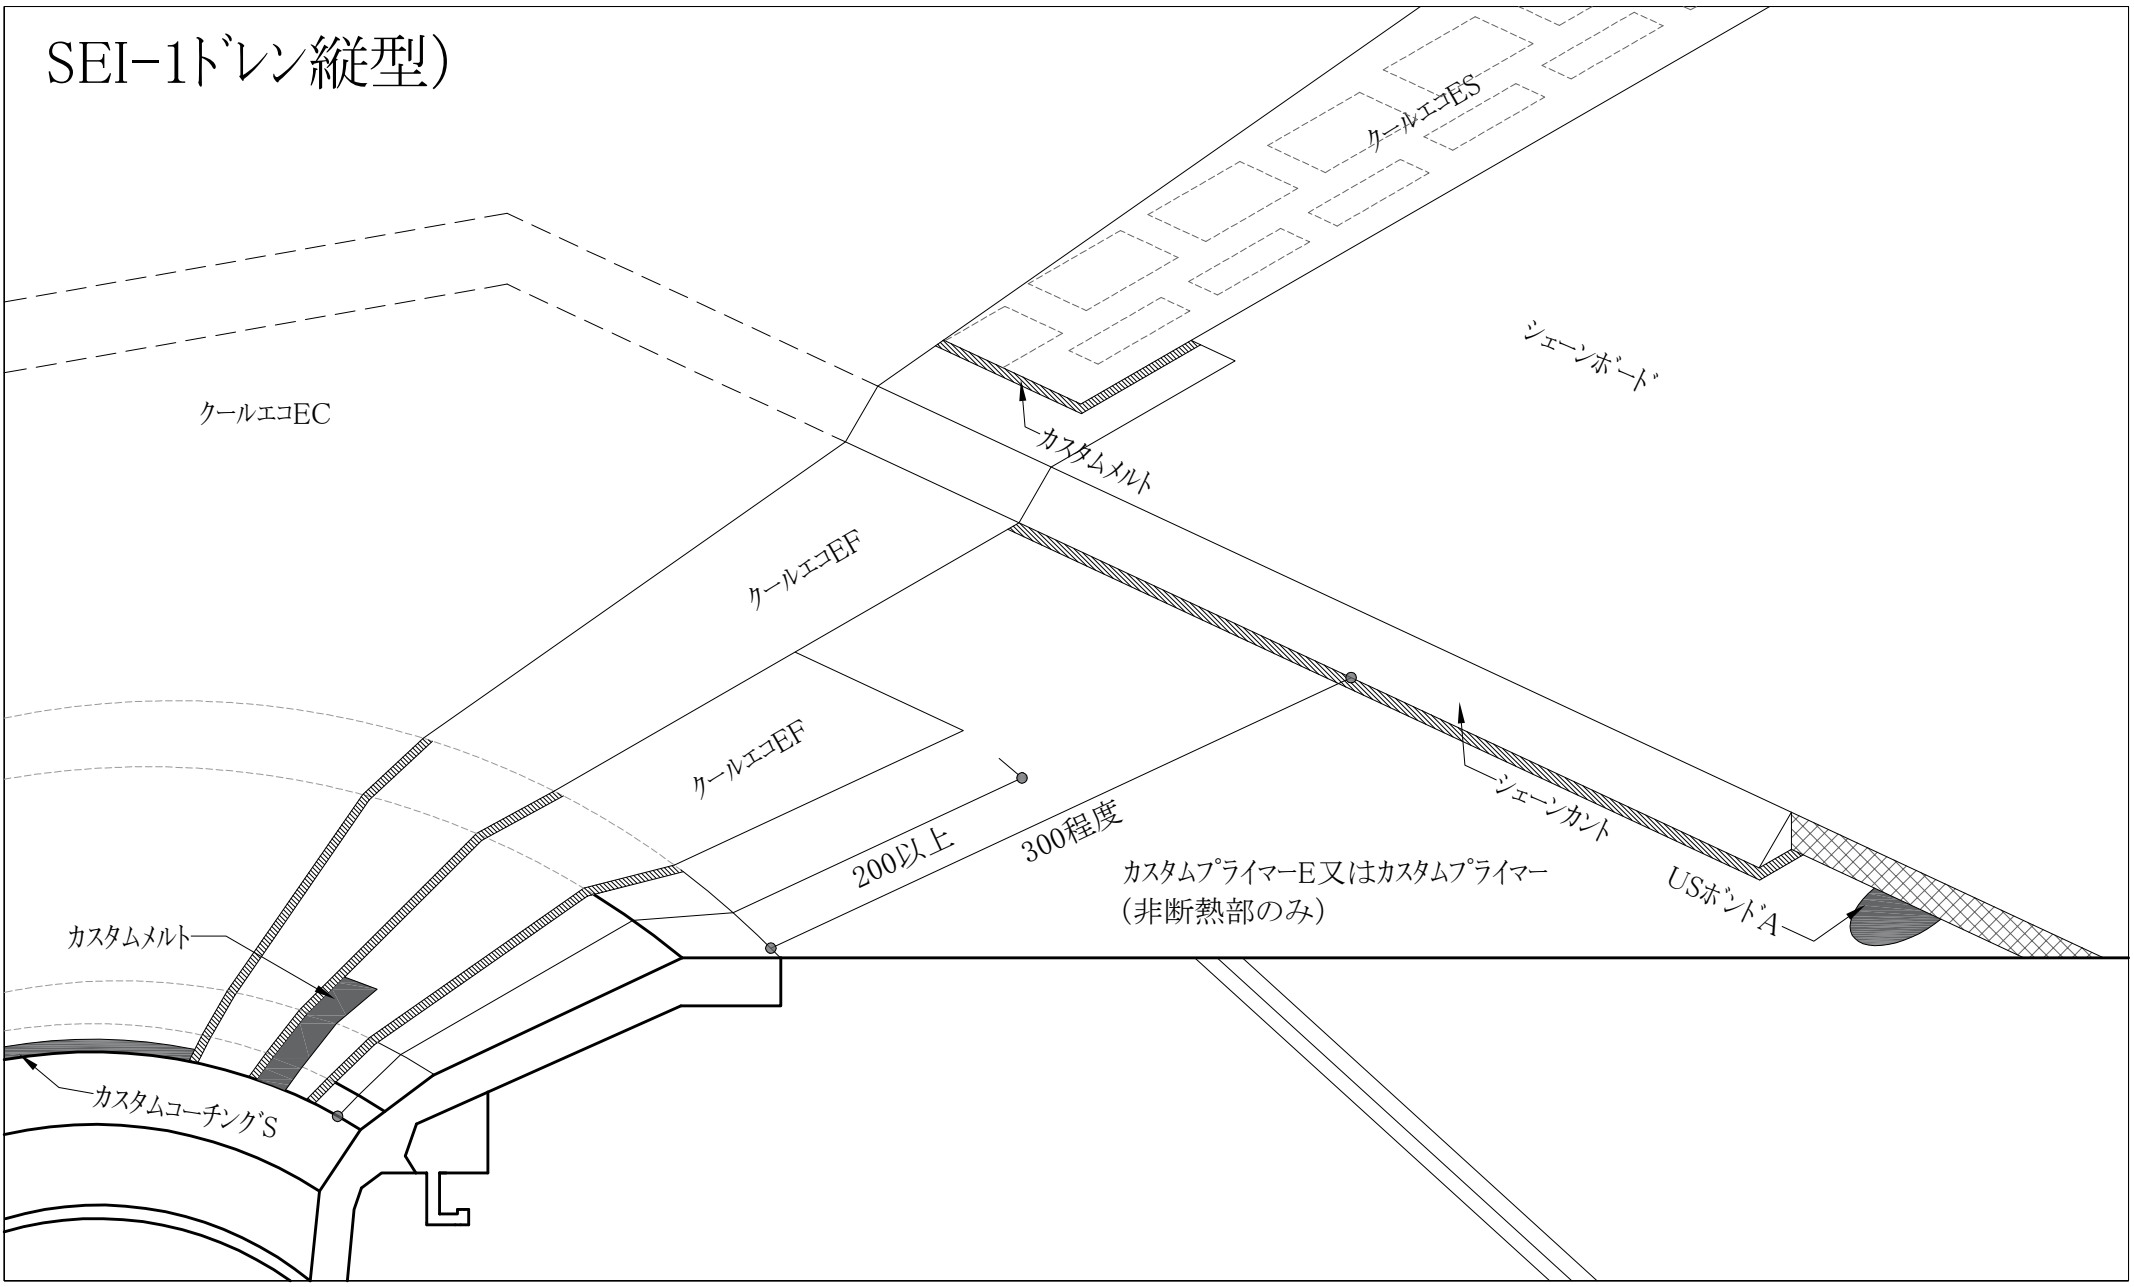 SEI-1ドレン縦型)
クールエコES
シェーンボード
クールエコEC
カスタムメルト
クールエコEF
クールエコEF
シェーンカント
200以上
300程度
カスタムプライマーE又はカスタムプライマー
(非断熱部のみ)
USボンドA
カスタムメルト
カスタムコーチングS